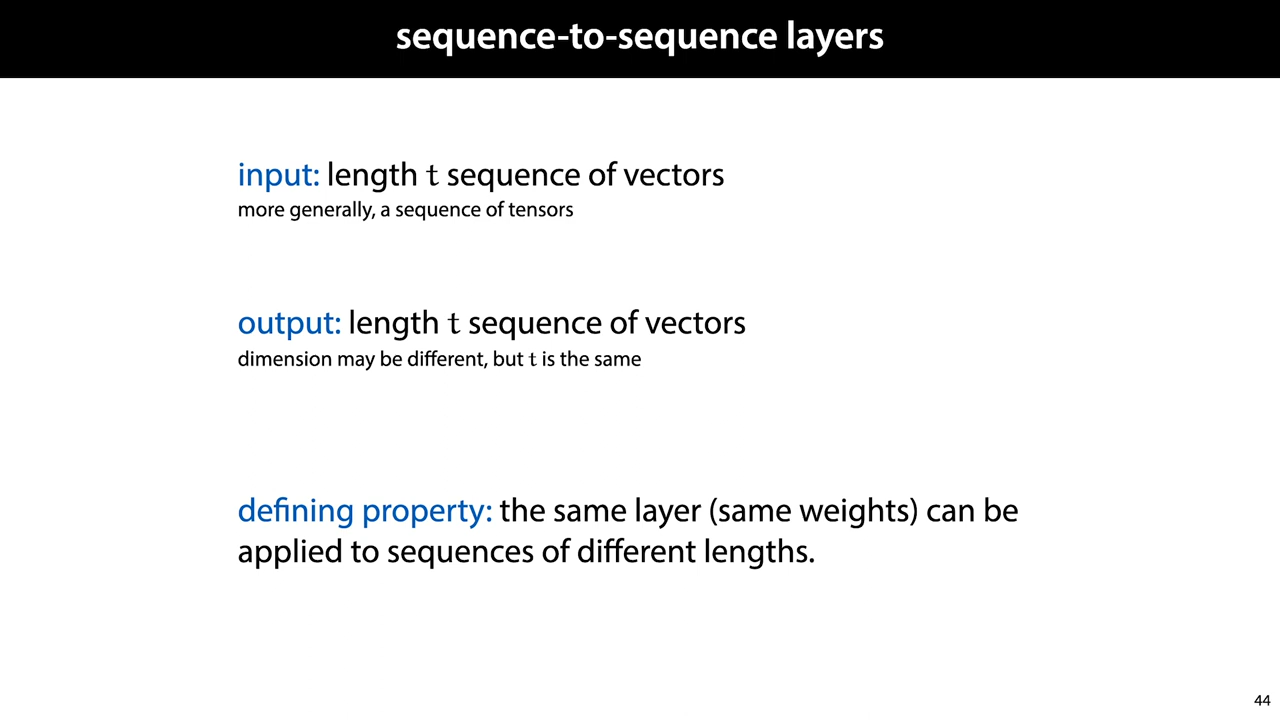 sequence-to-sequence layers
input: length t sequence of vectors
more generally, a sequence of tensors
output: length t sequence of vectors
dimension may be different, but t is the same
defining property: the same layer (same weights) can be
applied to sequences of different lengths.
44